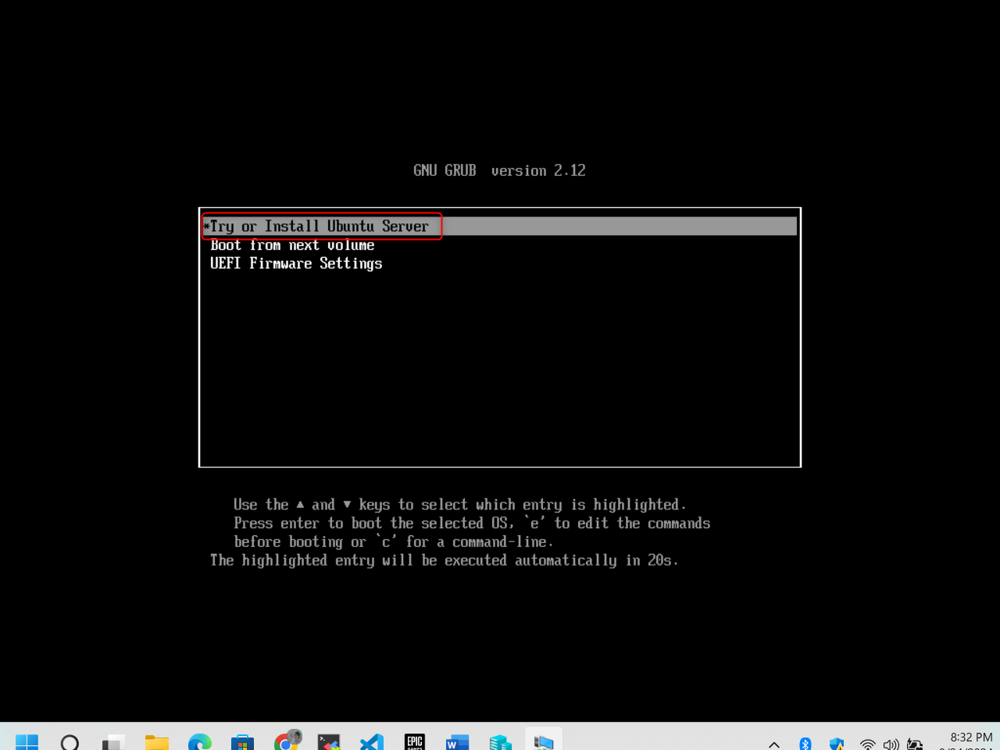 GNU GRUB version 2.12
*Try or Install Ubuntu Server
Boot from next volume
UEFI Firmware Settings
Use the ▲ and ▼ keys to select which entry is highlighted.
Press enter to boot the selected OS, `e' to edit the commands
before booting or `c' for a command-line.
The highlighted entry will be executed automatically in 20s.
EPIC
GAMES
W
8:32 PM